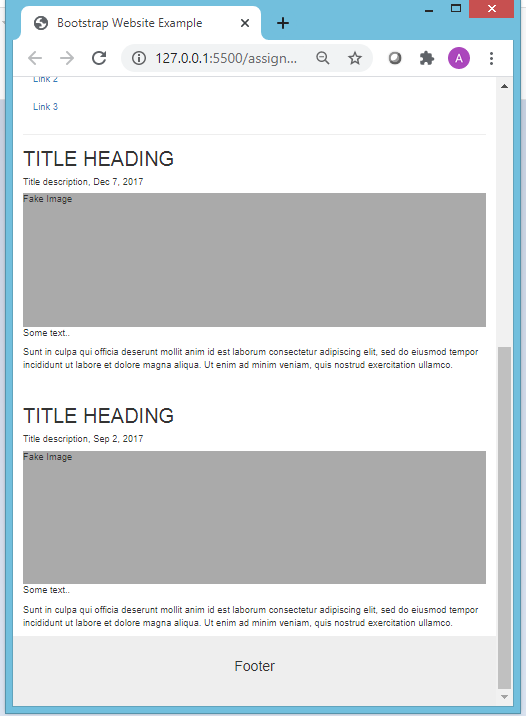 Bootstrap Website Example
127.0.0.1:5500/assign...
A
Link 2
Link 3
TITLE HEADING
Title description, Dec 7, 2017
Fake Image
Some text..
Sunt in culpa qui officia deserunt mollit anim id est laborum consectetur adipiscing elit, sed do eiusmod tempor
incididunt ut labore et dolore magna aliqua. Ut enim ad minim veniam, quis nostrud exercitation ullamco.
TITLE HEADING
Title description, Sep 2, 2017
Fake Image
Some text..
Sunt in culpa qui officia deserunt mollit anim id est laborum consectetur adipiscing elit, sed do eiusmod tempor
incididunt ut labore et dolore magna aliqua. Ut enim ad minim veniam, quis nostrud exercitation ullamco.
Footer